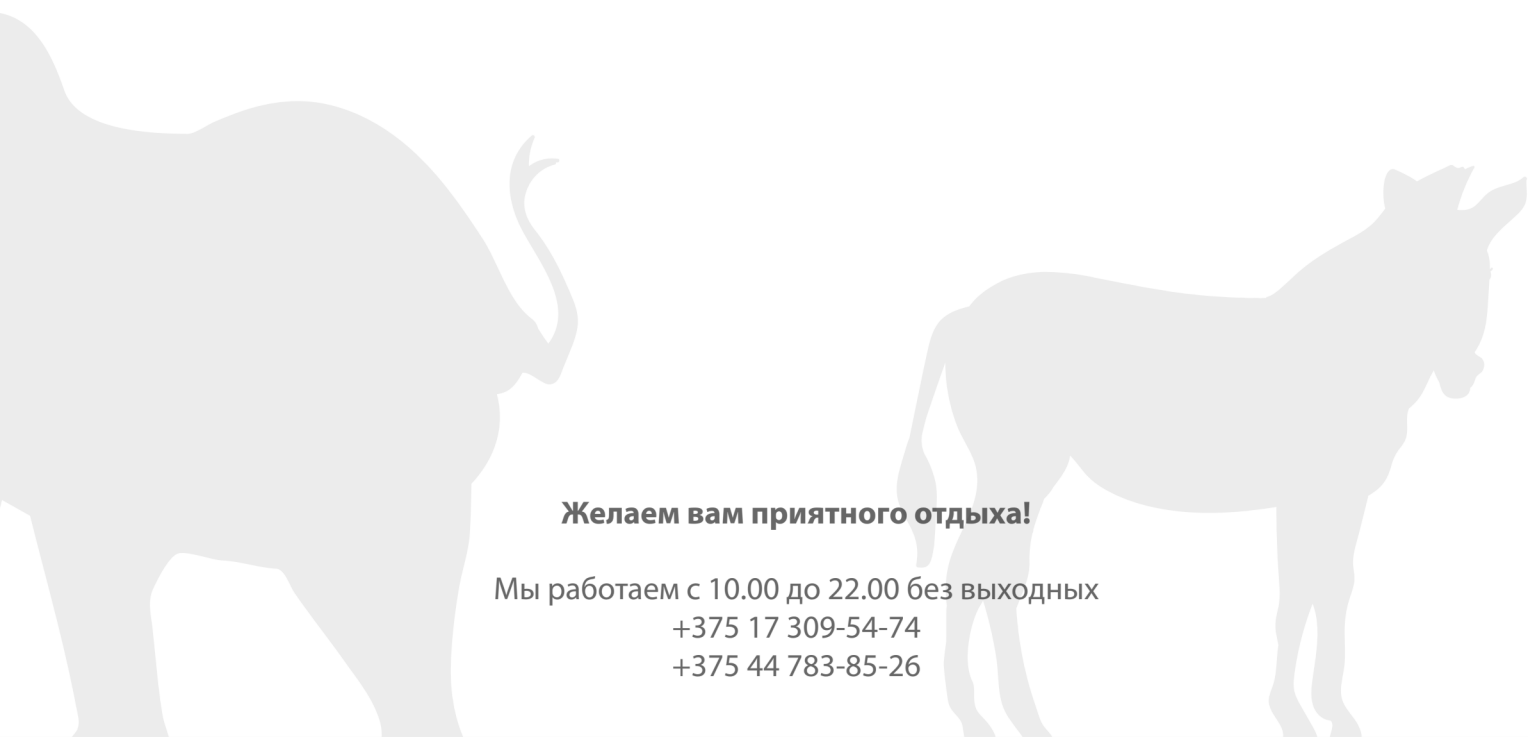 Желаем вам приятного отдыха!
Мы работаем с 10.00 до 22.00 без выходных
+375 17 309-54-74
+375 44 783-85-26